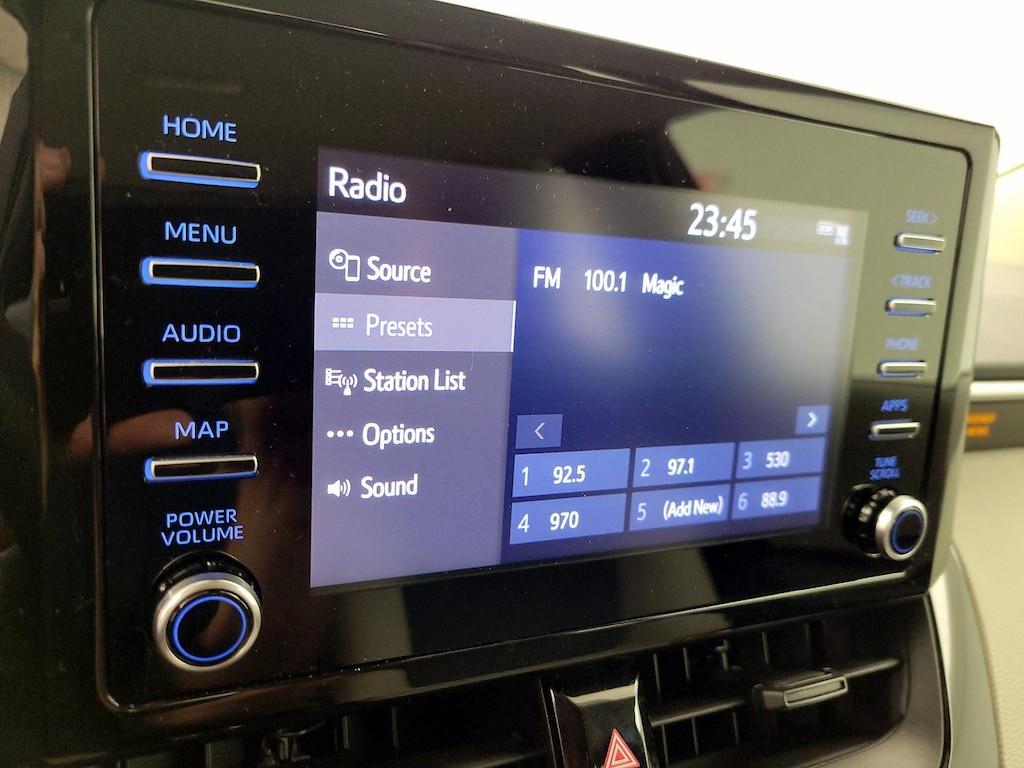 HOME
MENU
AUDIO
MAP
POWER
VOLUME
Radio
23:45
Source
Presets
Station List
Options
Sound
FM 100.1 Magic
<
>
1 92.5
2 97.1
3 530
4 970
5 (Add New)
6 88.9
SEEK >
< TRACK
PHONE
APPS
TUNE
SCROLL